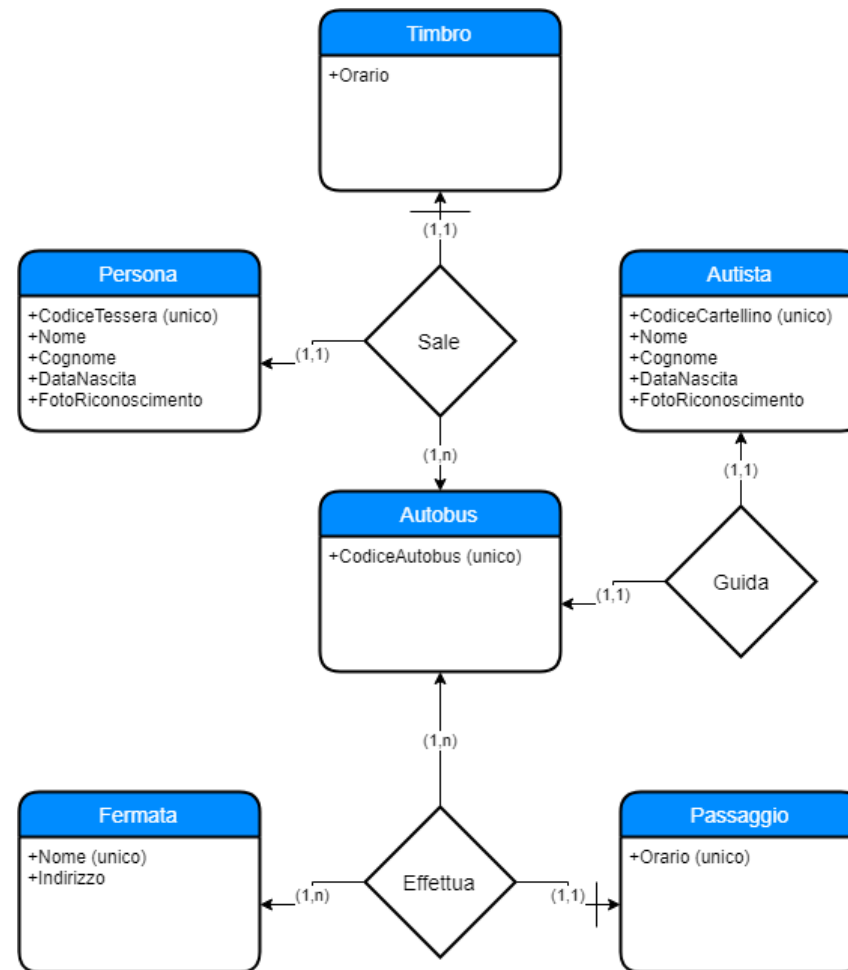 Timbro
+Orario
(1,1)
Persona
+CodiceTessera (unico)
+Nome
+Cognome
+DataNascita
+FotoRiconoscimento
(1,1)
Sale
Autista
+CodiceCartellino (unico)
+Nome
+Cognome
+DataNascita
+FotoRiconoscimento
(1,n)
(1,1)
Autobus
+CodiceAutobus (unico)
(1,1)
Guida
(1,n)
Fermata
+Nome (unico)
+Indirizzo
(1,n)
Effettua
(1,1)
Passaggio
+Orario (unico)